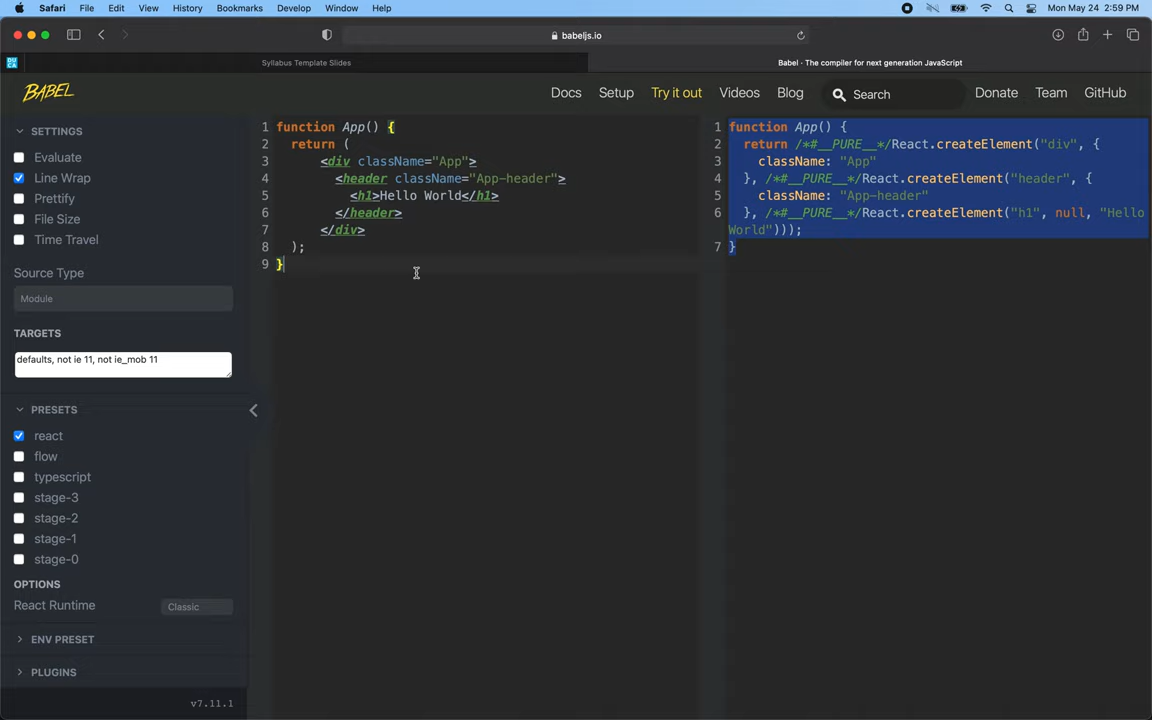 Safari File Edit View History Bookmarks Develop Window Help Mon May 24 2:59 PM
babeljs.io
DU
CA
Syllabus Template Slides
Babel · The compiler for next generation JavaScript
BABEL
Docs Setup Try it out Videos Blog Search Donate Team GitHub
SETTINGS
Evaluate
Line Wrap
Prettify
File Size
Time Travel
Source Type
Module
TARGETS
defaults, not ie 11, not ie_mob 11
PRESETS
react
flow
typescript
stage-3
stage-2
stage-1
stage-0
OPTIONS
React Runtime Classic
ENV PRESET
PLUGINS
v7.11.1
1 function App() {
2 return (
3 <div className="App">
4 <header className="App-header">
5 <h1>Hello World</h1>
6 </header>
7 </div>
8 );
9 }
1 function App() {
2 return /*#__PURE__*/React.createElement("div", {
3 className: "App"
4 }, /*#__PURE__*/React.createElement("header", {
5 className: "App-header"
6 }, /*#__PURE__*/React.createElement("h1", null, "Hello
World")));
7 }